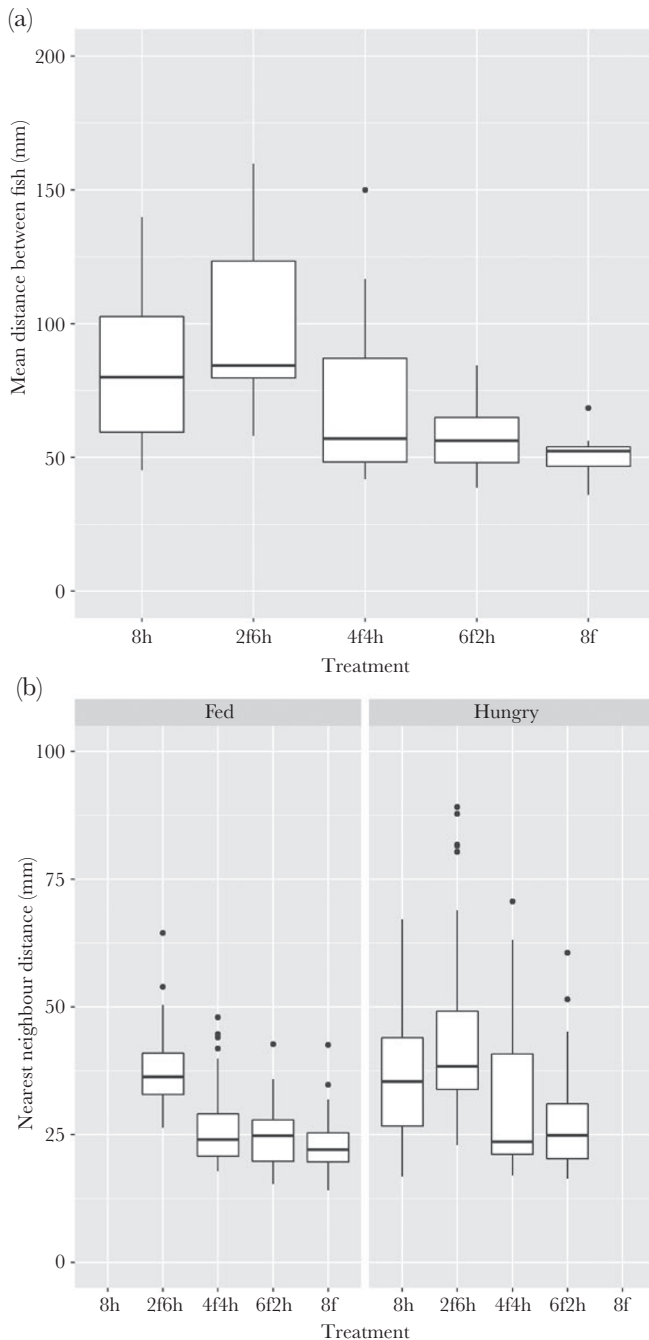 (a)
Mean distance between fish (mm)
200
150
100
50
0
8h 2f6h 4f4h 6f2h 8f
Treatment
(b)
Fed Hungry
Nearest neighbour distance (mm)
100
75
50
25
0
8h 2f6h 4f4h 6f2h 8f 8h 2f6h 4f4h 6f2h 8f
Treatment